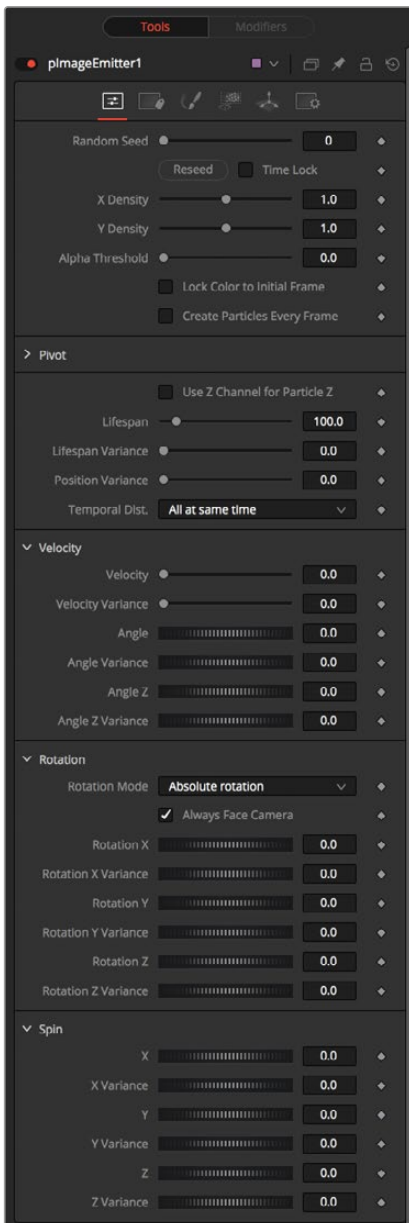 Tools Modifiers
pImageEmitter1
Random Seed 0
Reseed Time Lock
X Density 1.0
Y Density 1.0
Alpha Threshold 0.0
Lock Color to Initial Frame
Create Particles Every Frame
Pivot
Use Z Channel for Particle Z
Lifespan 100.0
Lifespan Variance 0.0
Position Variance 0.0
Temporal Dist. All at same time
Velocity
Velocity 0.0
Velocity Variance 0.0
Angle 0.0
Angle Variance 0.0
Angle Z 0.0
Angle Z Variance 0.0
Rotation
Rotation Mode Absolute rotation
Always Face Camera
Rotation X 0.0
Rotation X Variance 0.0
Rotation Y 0.0
Rotation Y Variance 0.0
Rotation Z 0.0
Rotation Z Variance 0.0
Spin
X 0.0
X Variance 0.0
Y 0.0
Y Variance 0.0
Z 0.0
Z Variance 0.0